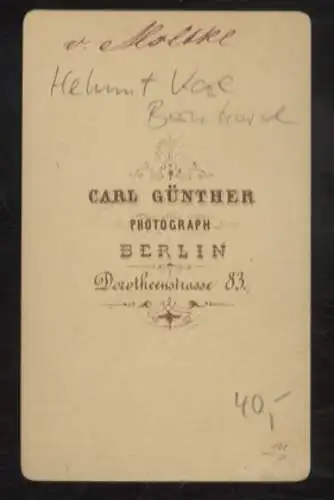 v. Moltke
Helmut Karl
Bernhard
CARL GÜNTHER
PHOTOGRAPH
BERLIN
Dorotheenstrasse 83.
40,-